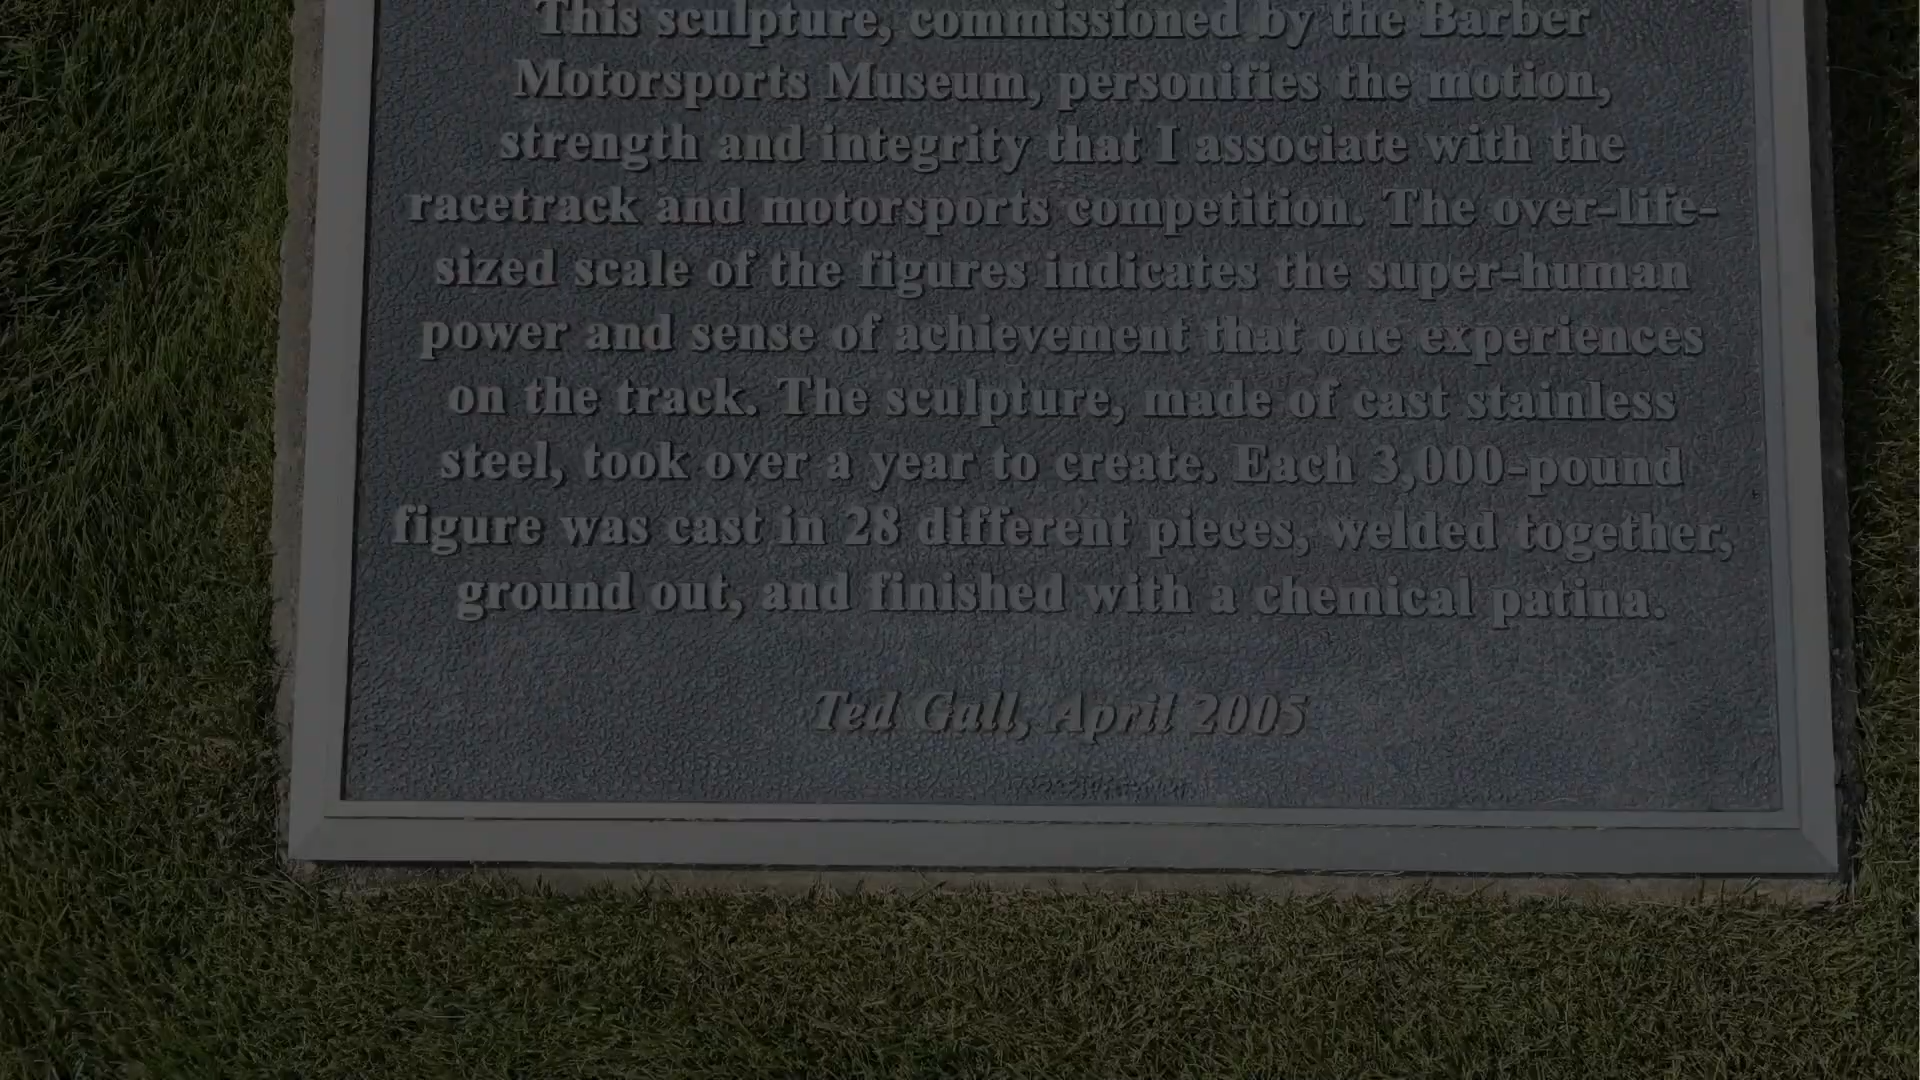 This sculpture, commissioned by the Barber
Motorsports Museum, personifies the motion,
strength and integrity that I associate with the
racetrack and motorsports competition. The over-life-
sized scale of the figures indicates the super-human
power and sense of achievement that one experiences
on the track. The sculpture, made of cast stainless
steel, took over a year to create. Each 3,000-pound
figure was cast in 28 different pieces, welded together,
ground out, and finished with a chemical patina.
Ted Gall, April 2005